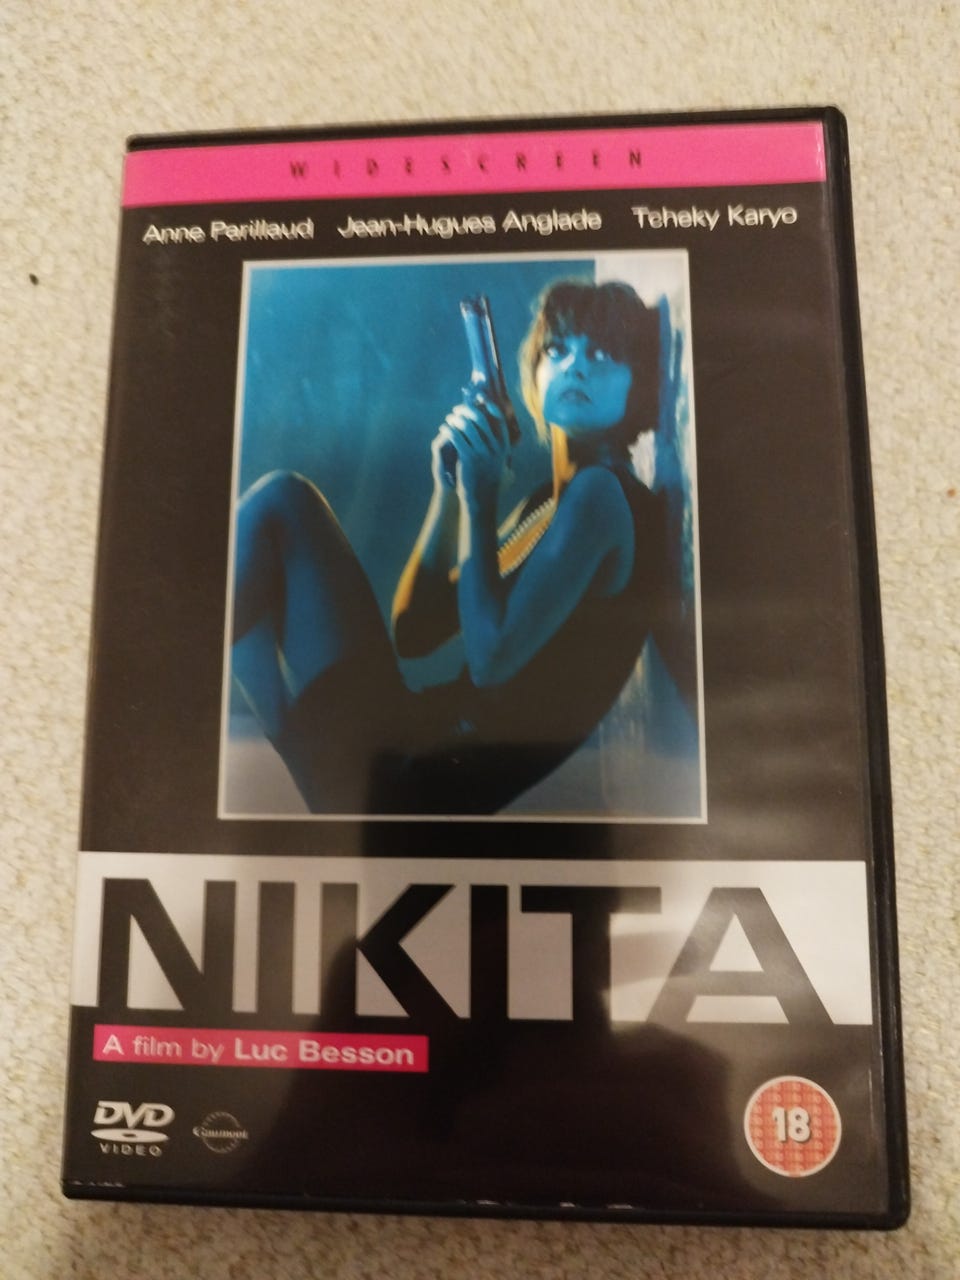 WIDESCREEN
Anne Parillaud Jean-Hugues Anglade Tcheky Karyo
NIKITA
A film by Luc Besson
DVD
VIDEO
18